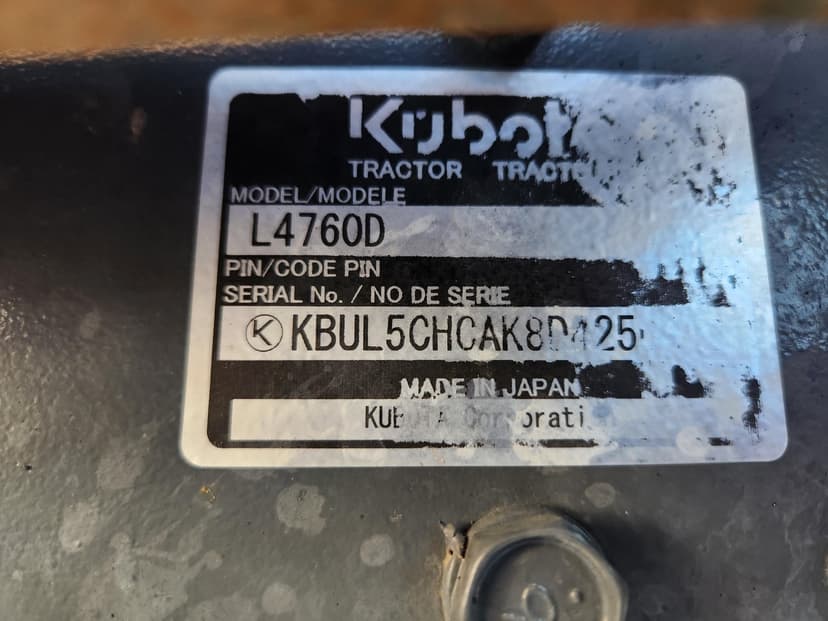 Kubot
TRACTOR TRACT
MODEL/MODELE
L4760D
PIN/CODE PIN
SERIAL No. / NO DE SERIE
K KBUL5CHCAK8D425
MADE IN JAPAN
KUBOTA Corporati